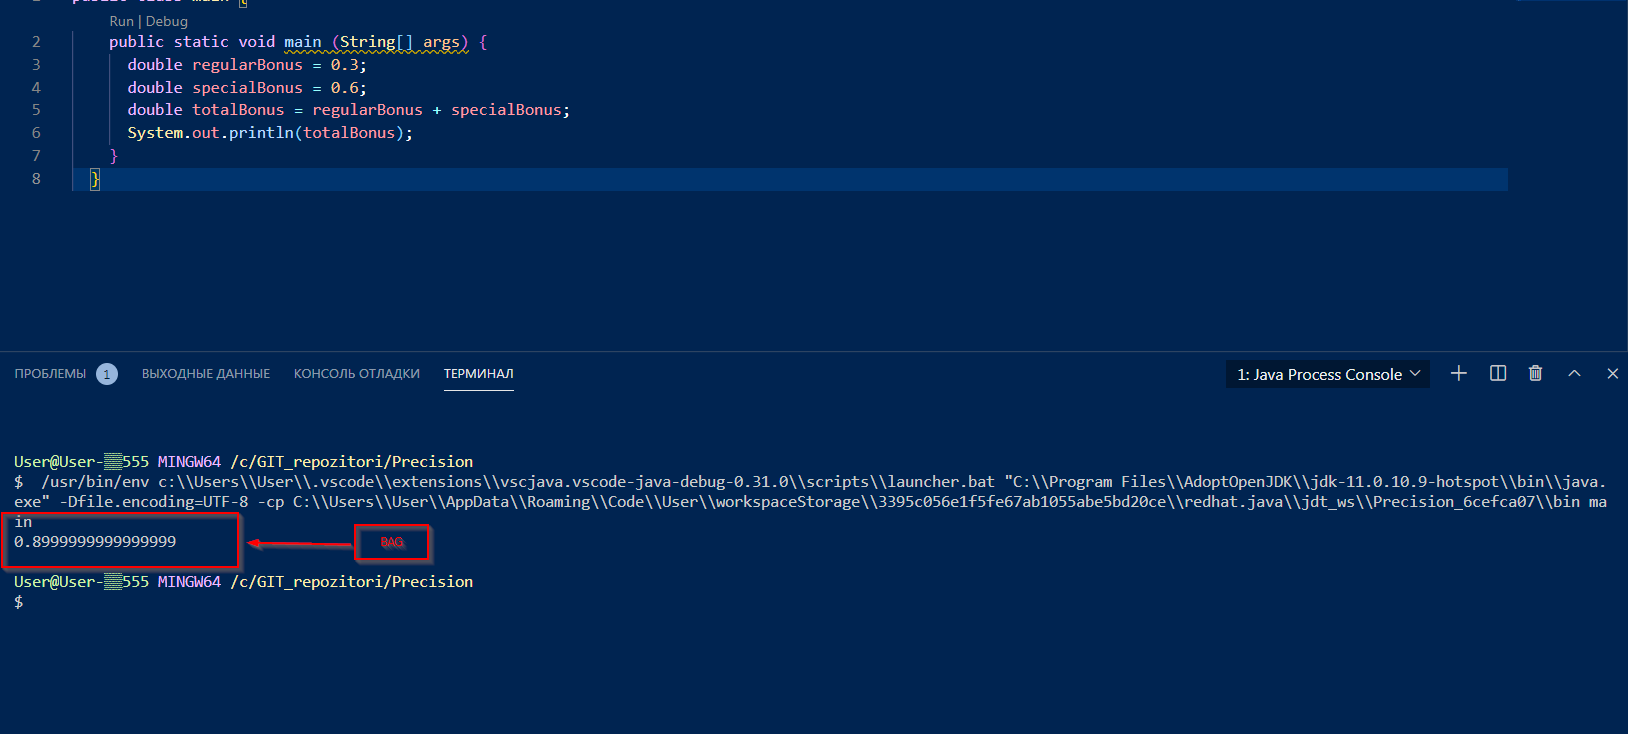 Run | Debug
2 public static void main (String[] args) {
3 double regularBonus = 0.3;
4 double specialBonus = 0.6;
5 double totalBonus = regularBonus + specialBonus;
6 System.out.println(totalBonus);
7 }
8 }
ПРОБЛЕМЫ 1 ВЫХОДНЫЕ ДАННЫЕ КОНСОЛЬ ОТЛАДКИ ТЕРМИНАЛ 1: Java Process Console
User@User-555 MINGW64 /c/GIT_repozitori/Precision
$ /usr/bin/env c:\\Users\\User\\.vscode\\extensions\\vscjava.vscode-java-debug-0.31.0\\scripts\\launcher.bat "C:\\Program Files\\AdoptOpenJDK\\jdk-11.0.10.9-hotspot\\bin\\java.
exe" -Dfile.encoding=UTF-8 -cp C:\\Users\\User\\AppData\\Roaming\\Code\\User\\workspaceStorage\\3395c056e1f5fe67ab1055abe5bd20ce\\redhat.java\\jdt_ws\\Precision_6cefca07\\bin ma
in
0.8999999999999999 BAG
User@User-555 MINGW64 /c/GIT_repozitori/Precision
$